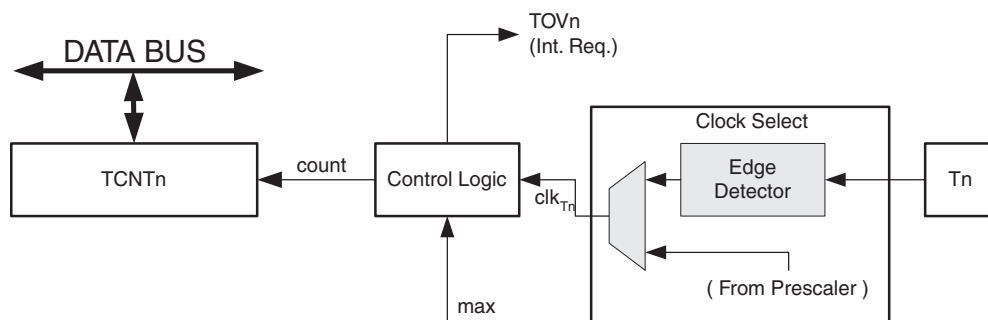 TOVn
(Int. Req.)
DATA BUS
Clock Select
TCNTn
count
Control Logic
clkTn
Edge
Detector
Tn
( From Prescaler )
max